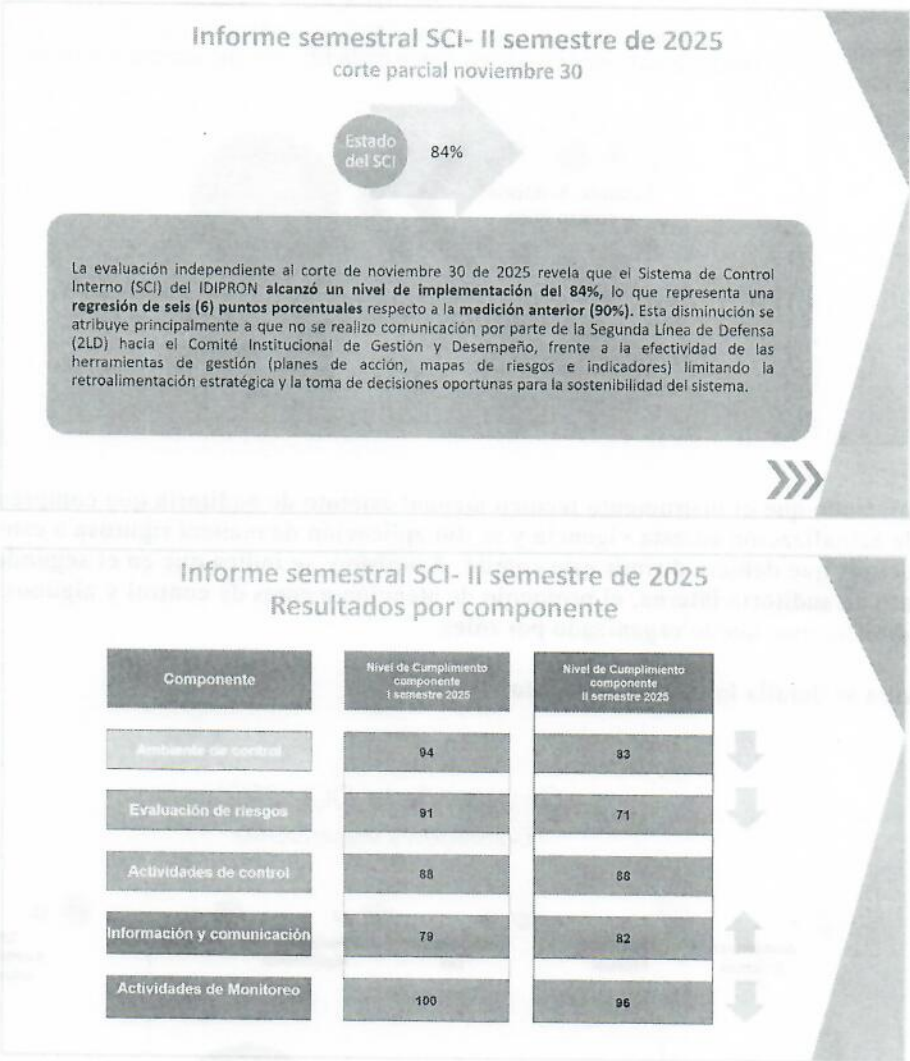 Informe semestral SCI- II semestre de 2025
corte parcial noviembre 30
Estado
del SCI
84%
La evaluación independiente al corte de noviembre 30 de 2025 revela que el Sistema de Control
Interno (SCI) del IDIPRON alcanzó un nivel de implementación del 84%, lo que representa una
regresión de seis (6) puntos porcentuales respecto a la medición anterior (90%). Esta disminución se
atribuye principalmente a que no se realizo comunicación por parte de la Segunda Línea de Defensa
(2LD) hacia el Comité Institucional de Gestión y Desempeño, frente a la efectividad de las
herramientas de gestión (planes de acción, mapas de riesgos e indicadores) limitando la
retroalimentación estratégica y la toma de decisiones oportunas para la sostenibilidad del sistema.
Informe semestral SCI- II semestre de 2025
Resultados por componente
Componente
Nivel de Cumplimiento
componente
I semestre 2025
Nivel de Cumplimiento
componente
II semestre 2025
Ambiente de control 94 83
Evaluación de riesgos 91 71
Actividades de control 88 88
Información y comunicación 79 82
Actividades de Monitoreo 100 96